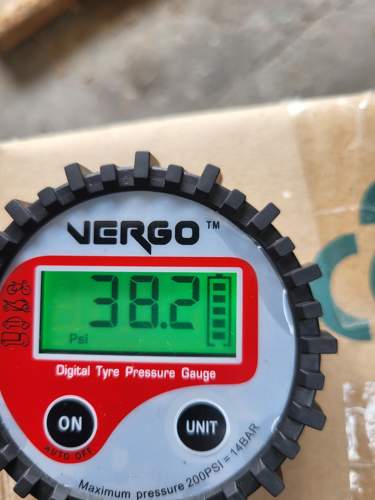 VERGO™
38.2
Psi
Digital Tyre Pressure Gauge
ON
UNIT
AUTO OFF
Maximum pressure 200PSI = 14BAR